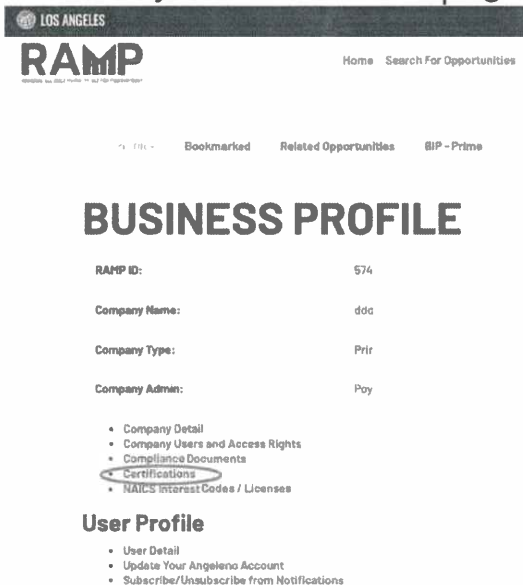 LOS ANGELES
RAMP
Home Search For Opportunities
Bookmarked Related Opportunities BIP - Prime
BUSINESS PROFILE
RAMP ID: 574
Company Name: ddc
Company Type: Prir
Company Admin: Poy
• Company Detail
• Company Users and Access Rights
• Compliance Documents
• Certifications
• NAICS Interest Codes / Licenses
User Profile
• User Detail
• Update Your Angeleno Account
• Subscribe/Unsubscribe from Notifications